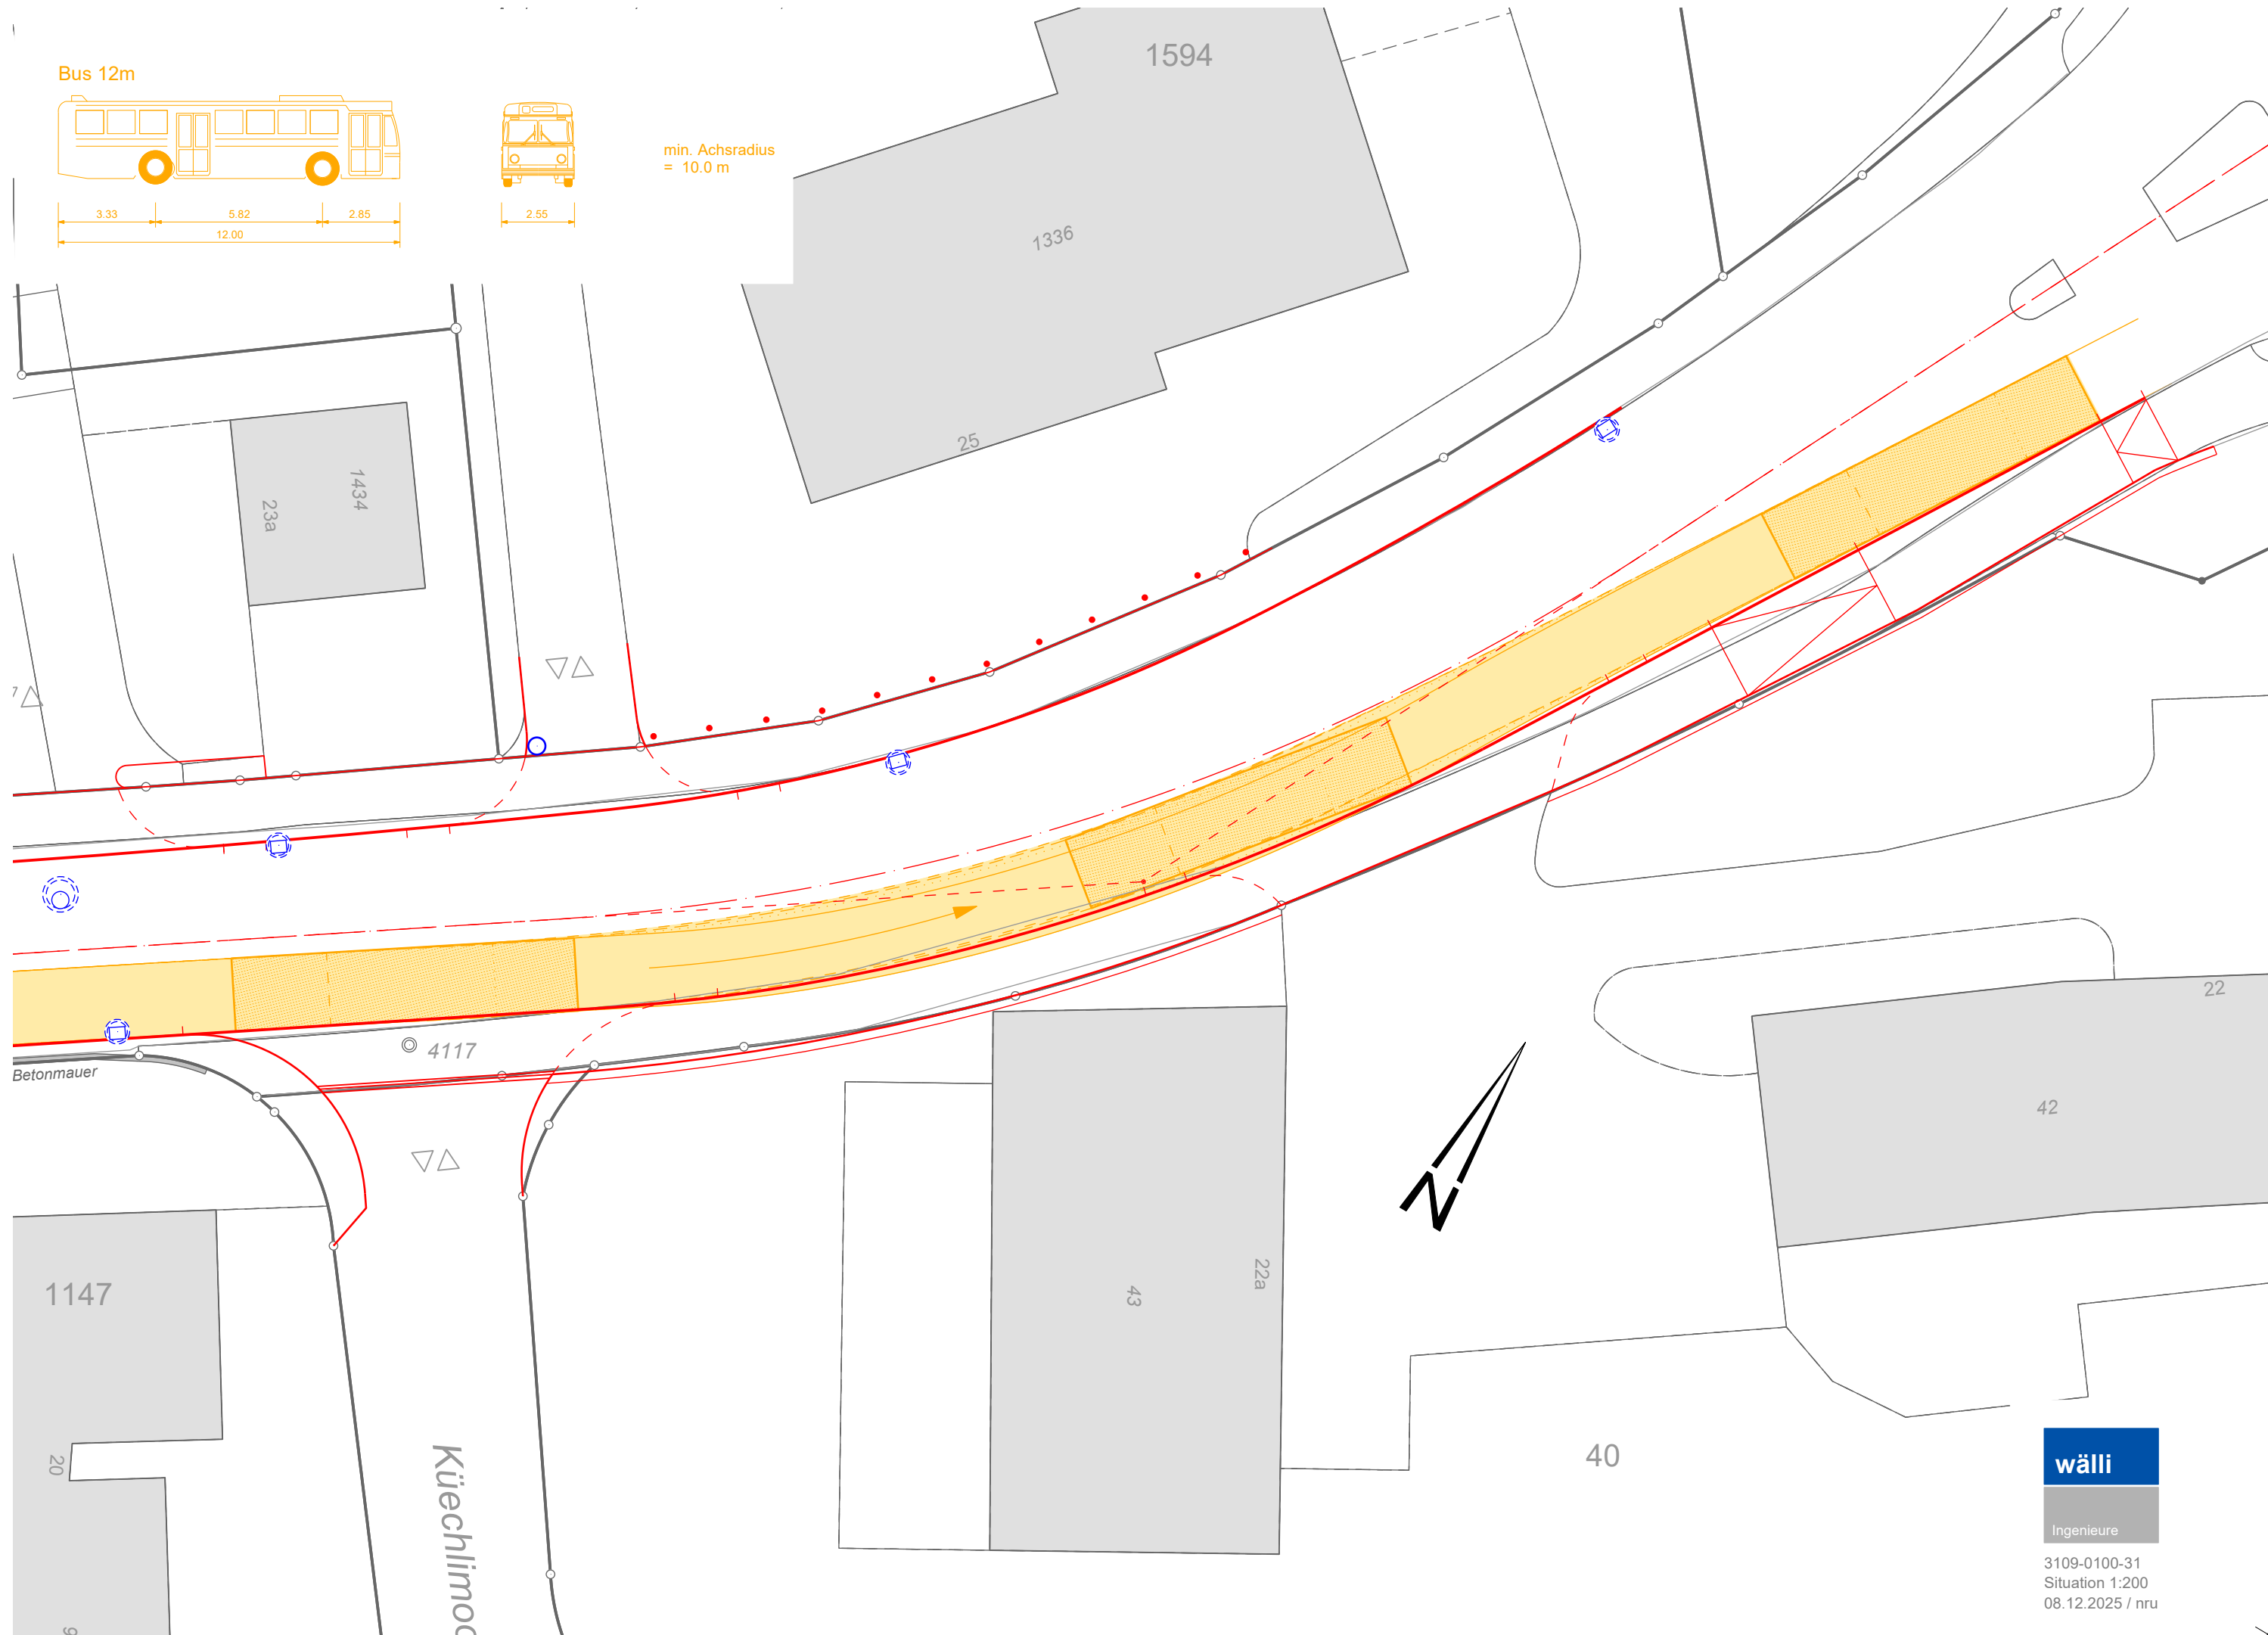 Bus 12m
3.33
5.82
2.85
12.00
2.55
min. Achsradius
= 10.0 m
1594
1336
25
1434
23a
4117
Betonmauer
1147
20
43
22a
22
42
40
N
wälli
Ingenieure
3109-0100-31
Situation 1:200
08.12.2025 / nru